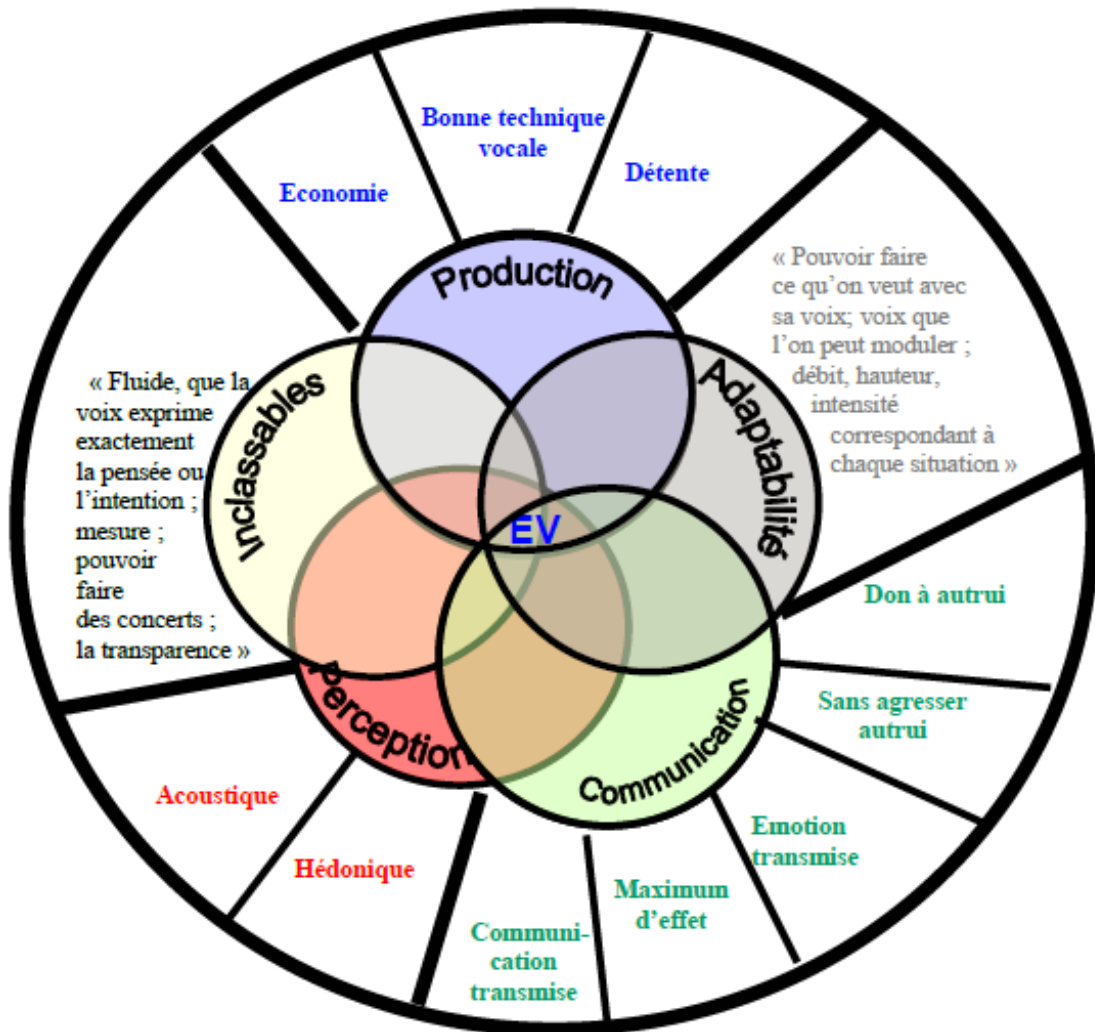 Bonne technique
vocale
Economie
Détente
Production
« Pouvoir faire
ce qu’on veut avec
sa voix; voix que
l’on peut moduler ;
débit, hauteur,
intensité
correspondant à
chaque situation »
Adaptabilité
« Fluide, que la
voix exprime
exactement
la pensée ou
l’intention ;
mesure ;
pouvoir
faire
des concerts ;
la transparence »
Inclassables
EV
Don à autrui
Sans agresser
autrui
Perception
Communication
Acoustique
Hédonique
Emotion
transmise
Maximum
d’effet
Communi-
cation
transmise